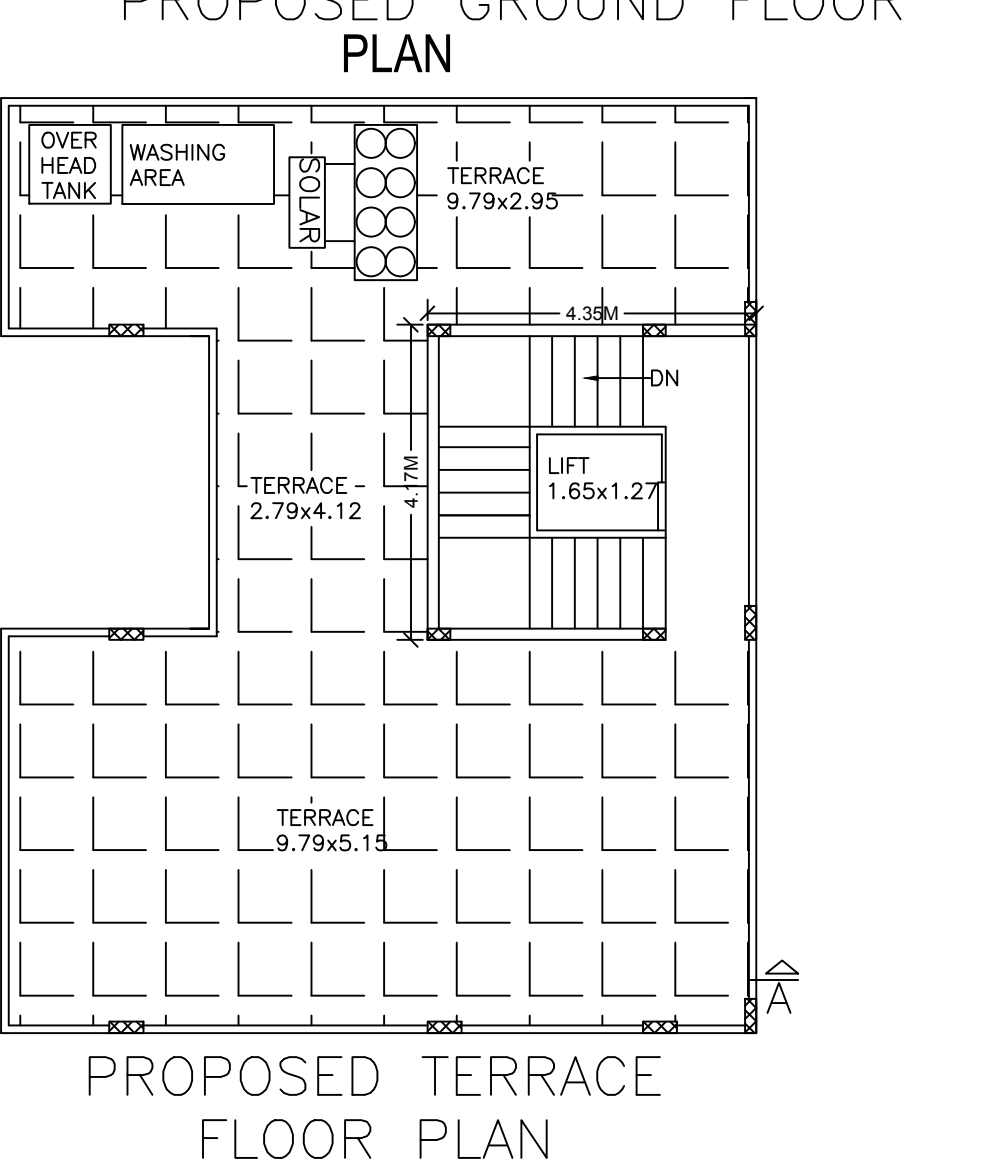 PROPOSED GROUND FLOOR
PLAN
OVER
HEAD
TANK
WASHING
AREA
SOLAR
TERRACE
9.79x2.95
4.35M
DN
4.17M
LIFT
1.65x1.27
TERRACE
2.79x4.12
TERRACE
9.79x5.15
A
PROPOSED TERRACE
FLOOR PLAN